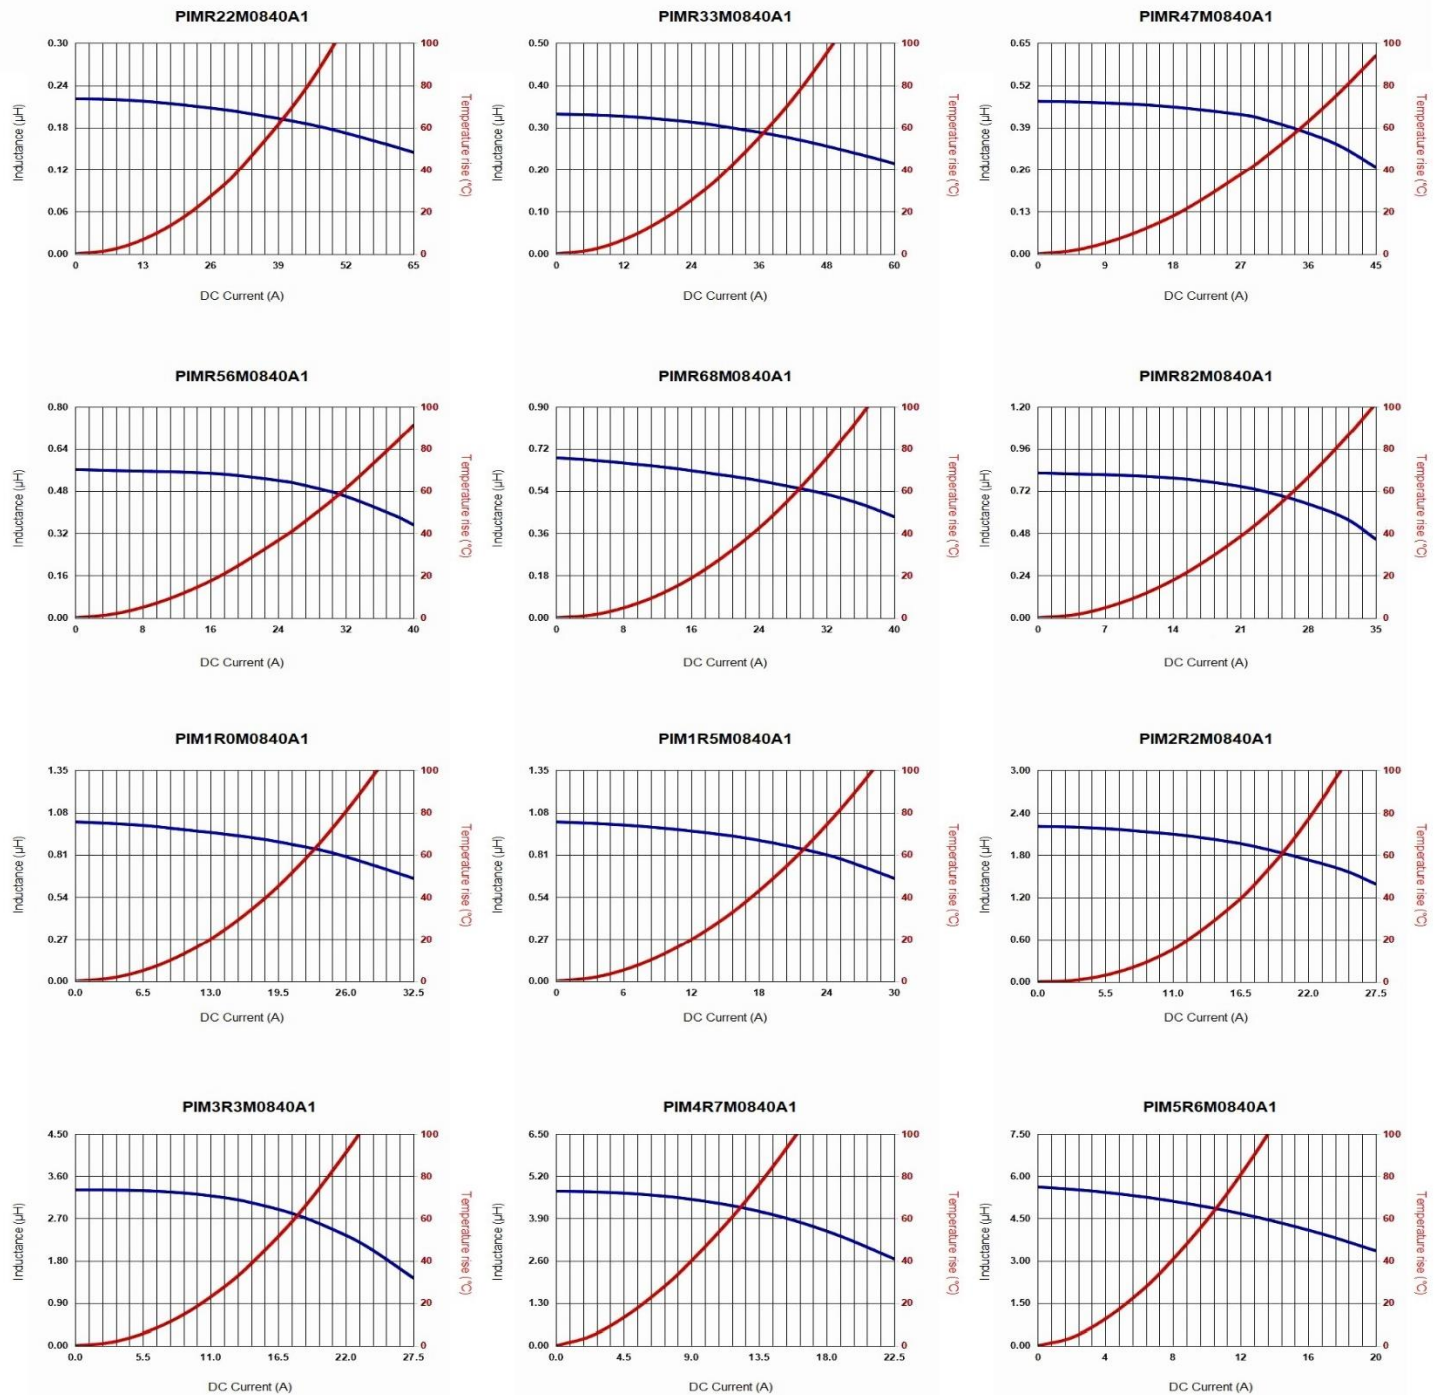 PIMR22M0840A1
0.30
0.24
0.18
0.12
0.06
0.00
100
80
60
40
20
0
0 13 26 39 52 65
Inductance (µH)
Temperature rise (°C)
DC Current (A)
PIMR33M0840A1
0.50
0.40
0.30
0.20
0.10
0.00
100
80
60
40
20
0
0 12 24 36 48 60
Inductance (µH)
Temperature rise (°C)
DC Current (A)
PIMR47M0840A1
0.65
0.52
0.39
0.26
0.13
0.00
100
80
60
40
20
0
0 9 18 27 36 45
Inductance (µH)
Temperature rise (°C)
DC Current (A)
PIMR56M0840A1
0.80
0.64
0.48
0.32
0.16
0.00
100
80
60
40
20
0
0 8 16 24 32 40
Inductance (µH)
Temperature rise (°C)
DC Current (A)
PIMR68M0840A1
0.90
0.72
0.54
0.36
0.18
0.00
100
80
60
40
20
0
0 8 16 24 32 40
Inductance (µH)
Temperature rise (°C)
DC Current (A)
PIMR82M0840A1
1.20
0.96
0.72
0.48
0.24
0.00
100
80
60
40
20
0
0 7 14 21 28 35
Inductance (µH)
Temperature rise (°C)
DC Current (A)
PIM1R0M0840A1
1.35
1.08
0.81
0.54
0.27
0.00
100
80
60
40
20
0
0.0 6.5 13.0 19.5 26.0 32.5
Inductance (µH)
Temperature rise (°C)
DC Current (A)
PIM1R5M0840A1
1.35
1.08
0.81
0.54
0.27
0.00
100
80
60
40
20
0
0 6 12 18 24 30
Inductance (µH)
Temperature rise (°C)
DC Current (A)
PIM2R2M0840A1
3.00
2.40
1.80
1.20
0.60
0.00
100
80
60
40
20
0
0.0 5.5 11.0 16.5 22.0 27.5
Inductance (µH)
Temperature rise (°C)
DC Current (A)
PIM3R3M0840A1
4.50
3.60
2.70
1.80
0.90
0.00
100
80
60
40
20
0
0.0 5.5 11.0 16.5 22.0 27.5
Inductance (µH)
Temperature rise (°C)
DC Current (A)
PIM4R7M0840A1
6.50
5.20
3.90
2.60
1.30
0.00
100
80
60
40
20
0
0.0 4.5 9.0 13.5 18.0 22.5
Inductance (µH)
Temperature rise (°C)
DC Current (A)
PIM5R6M0840A1
7.50
6.00
4.50
3.00
1.50
0.00
100
80
60
40
20
0
0 4 8 12 16 20
Inductance (µH)
Temperature rise (°C)
DC Current (A)